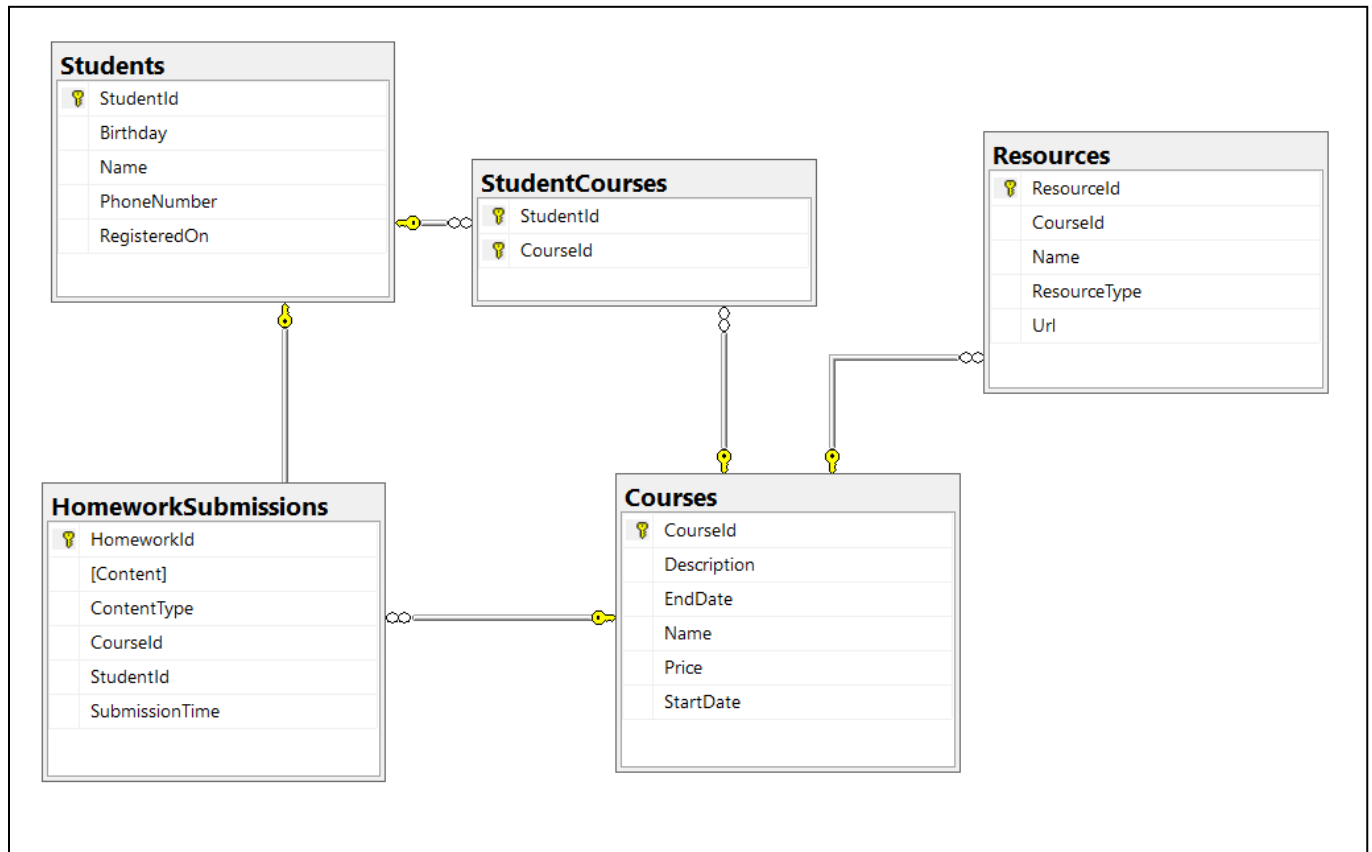 Students
StudentId
Birthday
Name
PhoneNumber
RegisteredOn
StudentCourses
StudentId
CourseId
Resources
ResourceId
CourseId
Name
ResourceType
Url
HomeworkSubmissions
HomeworkId
[Content]
ContentType
CourseId
StudentId
SubmissionTime
Courses
CourseId
Description
EndDate
Name
Price
StartDate